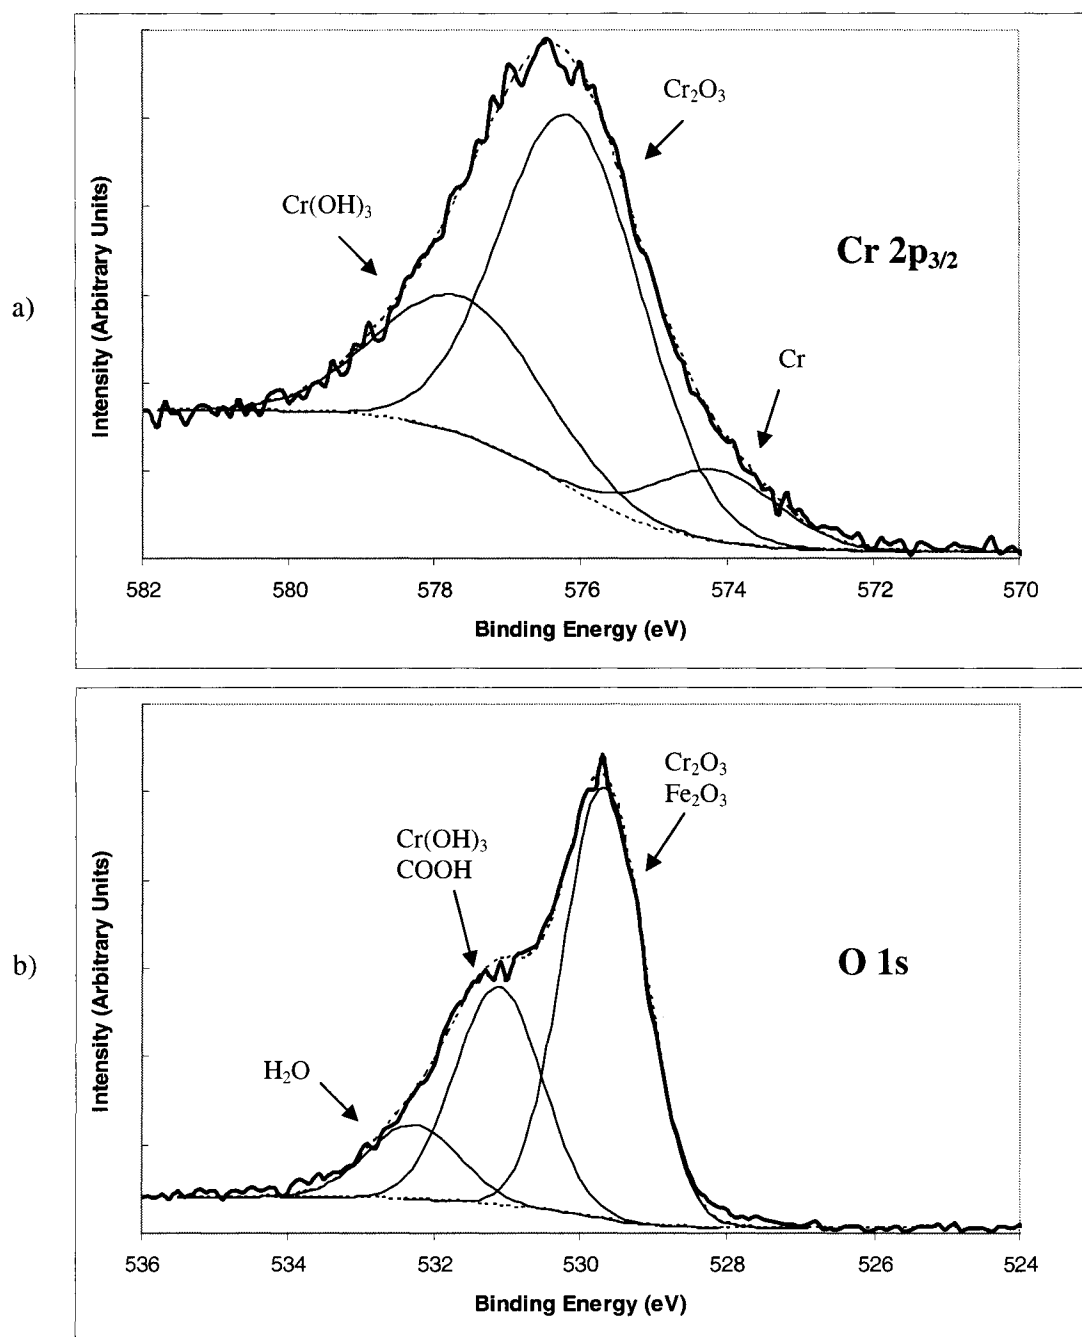 a)
Intensity (Arbitrary Units)
Cr₂O₃
Cr(OH)₃
Cr 2p₃/₂
Cr
582 580 578 576 574 572 570
Binding Energy (eV)
b)
Intensity (Arbitrary Units)
Cr₂O₃
Fe₂O₃
Cr(OH)₃
COOH
O 1s
H₂O
536 534 532 530 528 526 524
Binding Energy (eV)